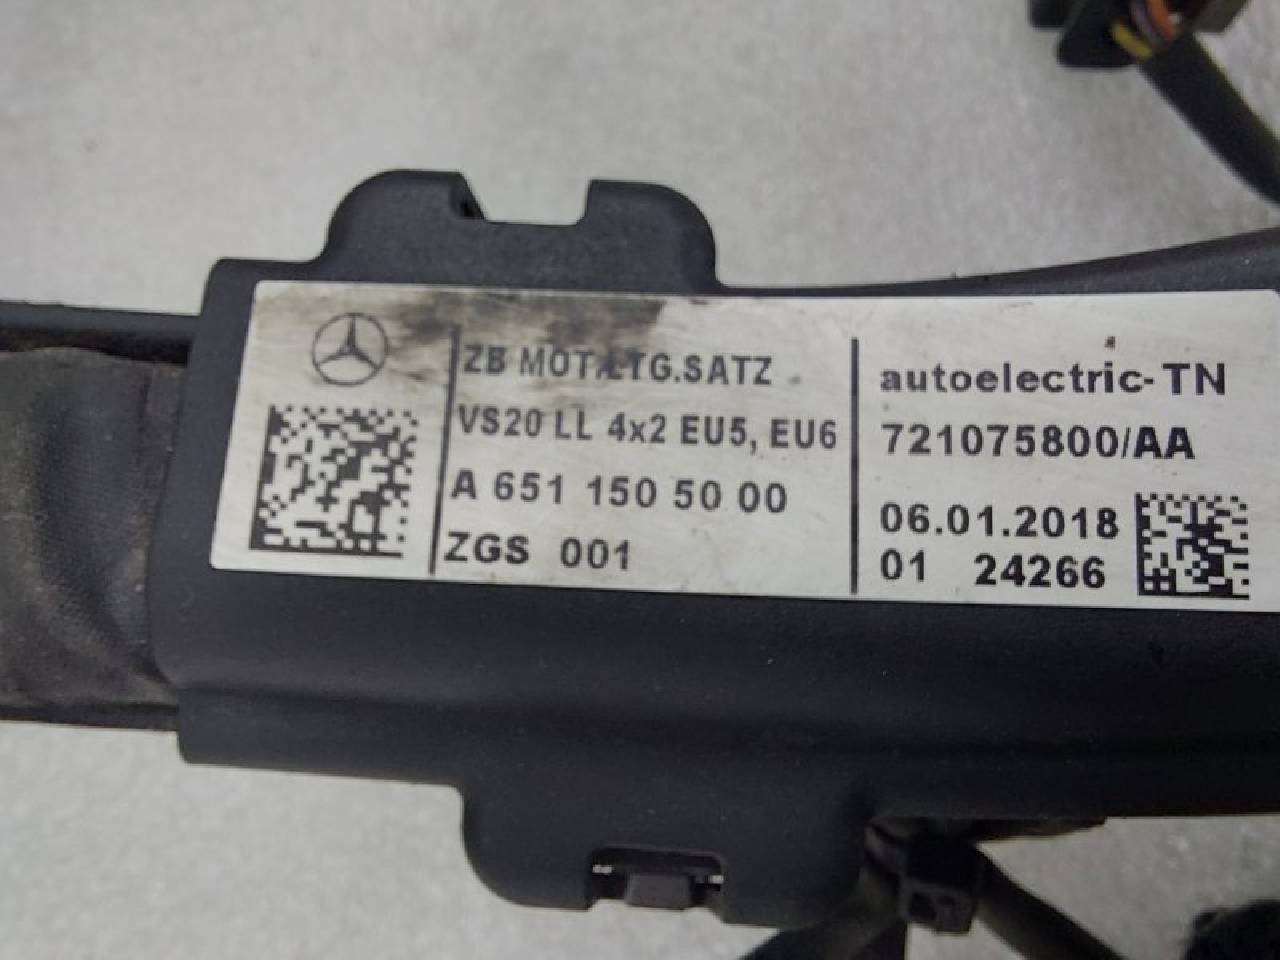 ZB MOT.LTG.SATZ
VS20 LL 4x2 EU5, EU6
A 651 150 50 00
ZGS 001
autoelectric-TN
721075800/AA
06.01.2018
01 24266